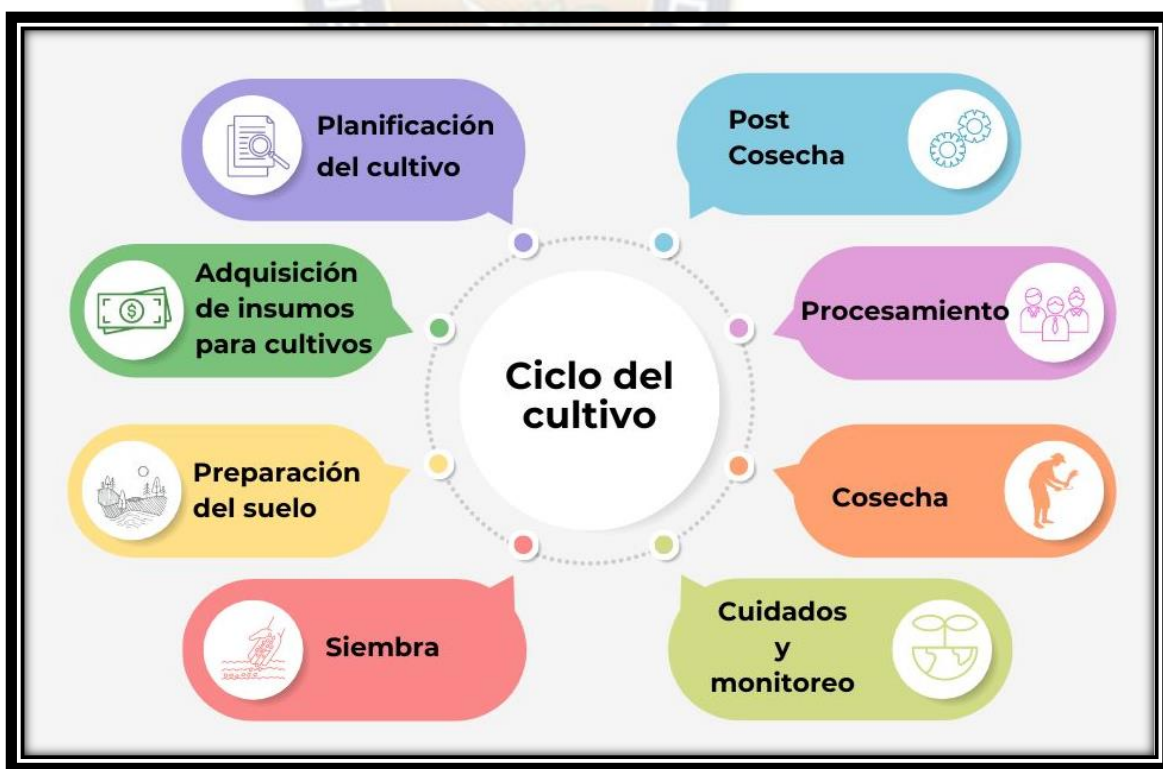 Planificación
del cultivo
Adquisición
de insumos
para cultivos
Preparación
del suelo
Siembra
Ciclo del
cultivo
Post
Cosecha
Procesamiento
Cosecha
Cuidados
y
monitoreo